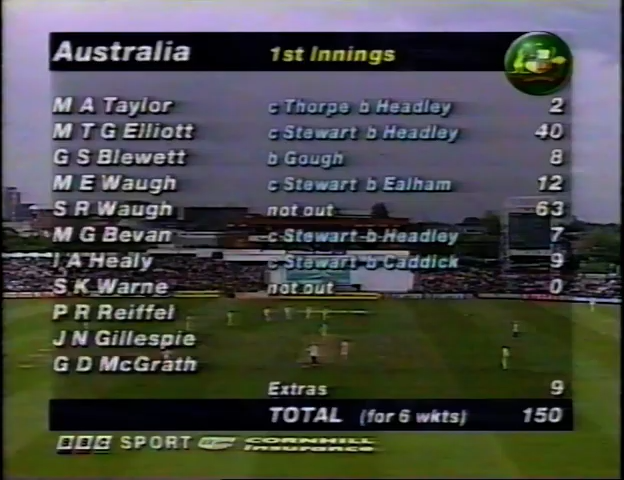 Australia 1st Innings
M A Taylor c Thorpe b Headley 2
M T G Elliott c Stewart b Headley 40
G S Blewett b Gough 8
M E Waugh c Stewart b Ealham 12
S R Waugh not out 63
M G Bevan c Stewart b Headley 7
I A Healy c Stewart b Caddick 9
S K Warne not out 0
P R Reiffel
J N Gillespie
G D McGrath
Extras 9
TOTAL (for 6 wkts) 150
BBC SPORT CORNHILL
Insurance